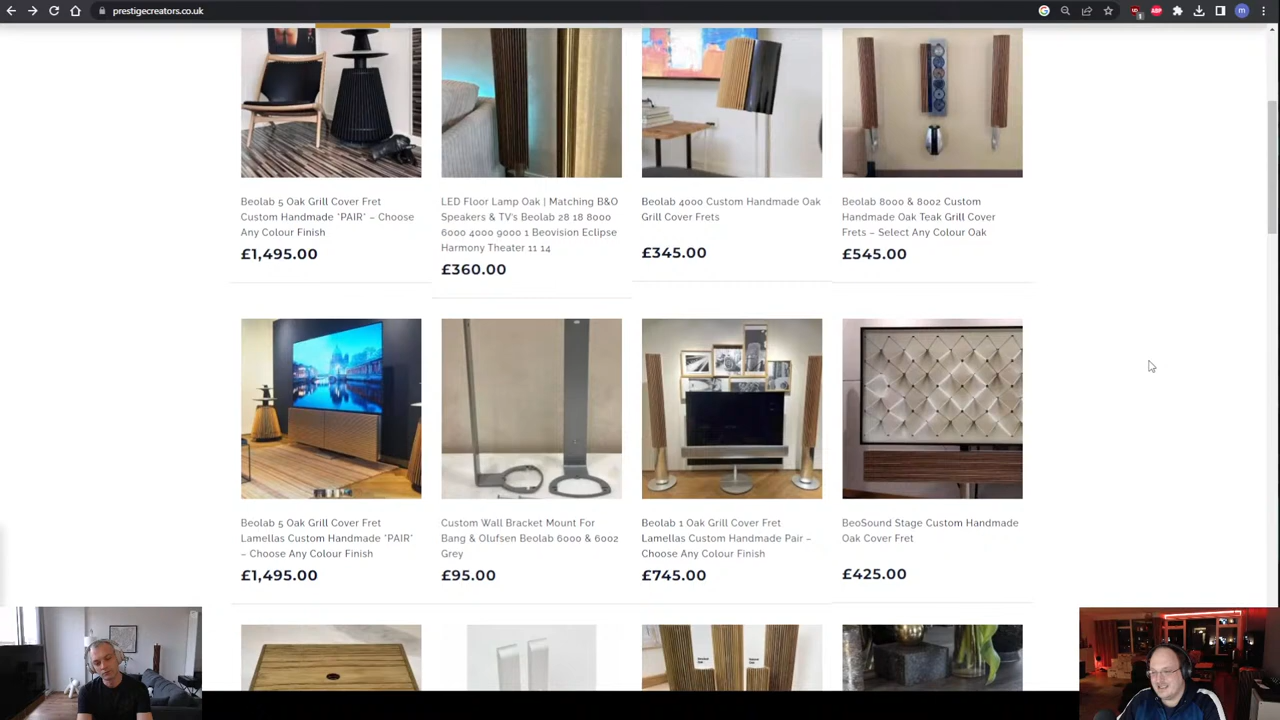 prestigecreators.co.uk
Beolab 5 Oak Grill Cover Fret
Custom Handmade *PAIR* – Choose
Any Colour Finish
£1,495.00
LED Floor Lamp Oak | Matching B&O
Speakers & TV's Beolab 28 18 8000
6000 4000 9000 1 Beovision Eclipse
Harmony Theater 11 14
£360.00
Beolab 4000 Custom Handmade Oak
Grill Cover Frets
£345.00
Beolab 8000 & 8002 Custom
Handmade Oak Teak Grill Cover
Frets – Select Any Colour Oak
£545.00
Beolab 5 Oak Grill Cover Fret
Lamellas Custom Handmade *PAIR*
– Choose Any Colour Finish
£1,495.00
Custom Wall Bracket Mount For
Bang & Olufsen Beolab 6000 & 6002
Grey
£95.00
Beolab 1 Oak Grill Cover Fret
Lamellas Custom Handmade Pair –
Choose Any Colour Finish
£745.00
BeoSound Stage Custom Handmade
Oak Cover Fret
£425.00